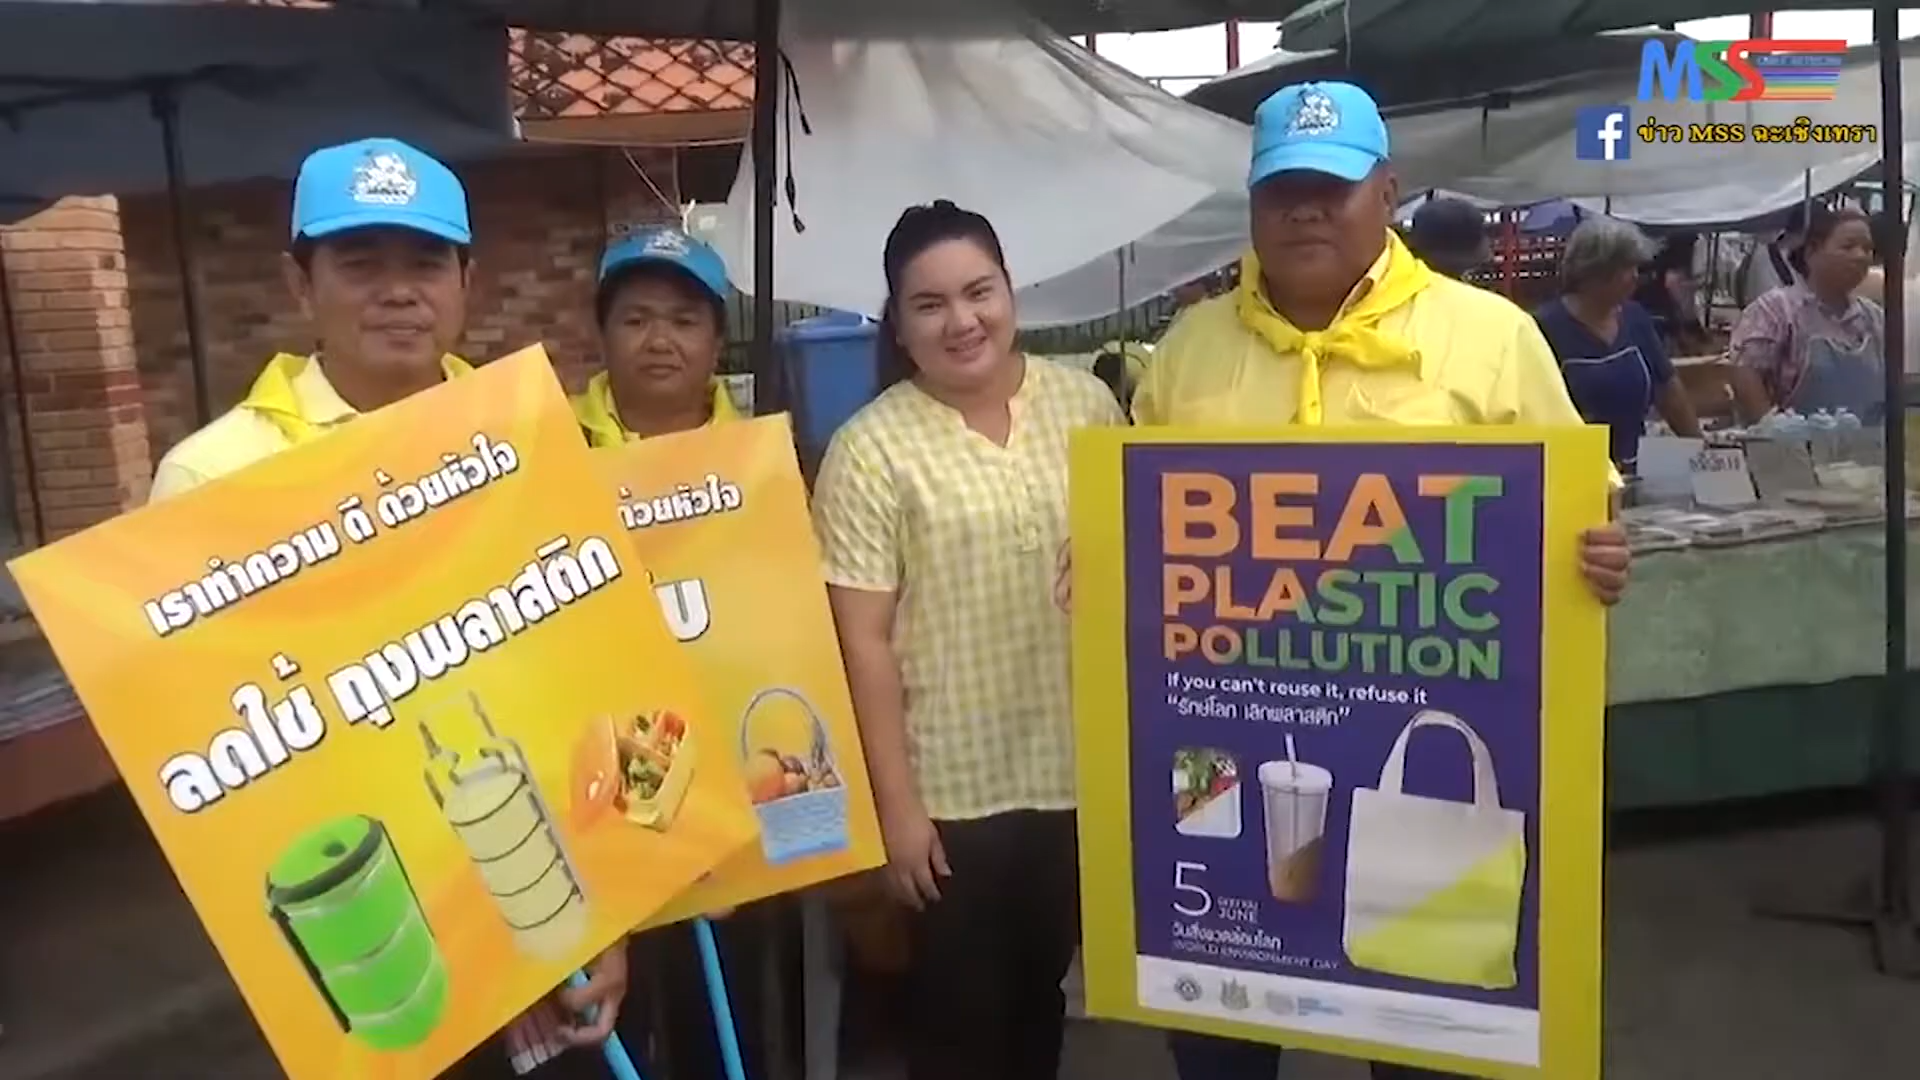 MSS
ข่าว MSS ฉะเชิงเทรา
เราทำความ ดี ด้วยหัวใจ
ลดใช้ ถุงพลาสติก
ด้วยหัวใจ
BEAT
PLASTIC
POLLUTION
If you can't reuse it, refuse it
“รักษ์โลก เลิกพลาสติก”
5
JUNE
วันสิ่งแวดล้อมโลก
WORLD ENVIRONMENT DAY